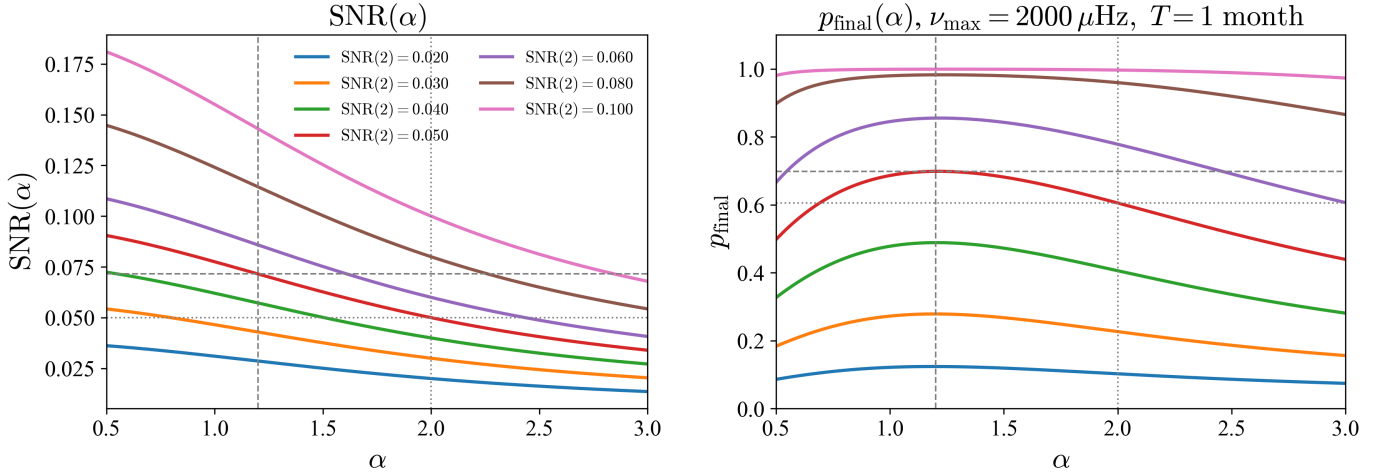 SNR(α)
SNR(α)
0.175
0.150
0.125
0.100
0.075
0.050
0.025
SNR(2) = 0.020
SNR(2) = 0.030
SNR(2) = 0.040
SNR(2) = 0.050
SNR(2) = 0.060
SNR(2) = 0.080
SNR(2) = 0.100
0.5 1.0 1.5 2.0 2.5 3.0
α
p_final(α), ν_max = 2000 μHz, T = 1 month
p_final
1.0
0.8
0.6
0.4
0.2
0.0
0.5 1.0 1.5 2.0 2.5 3.0
α